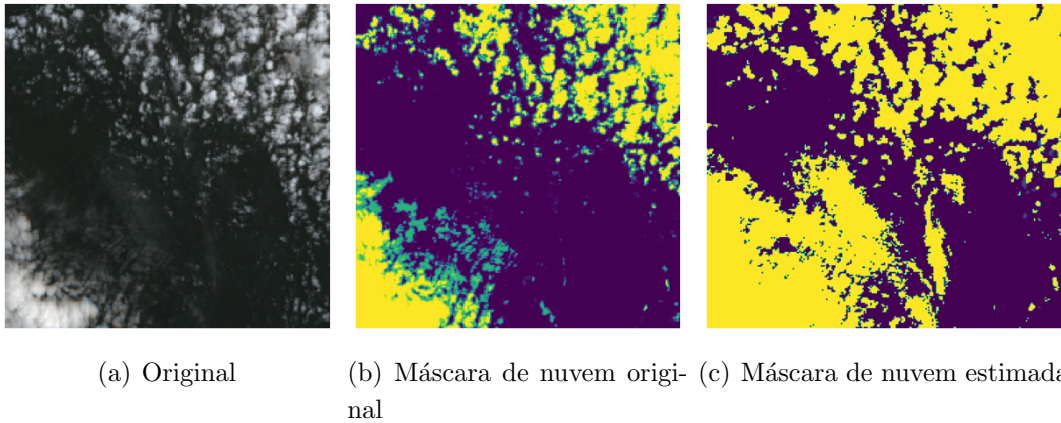 (a) Original
(b) Máscara de nuvem origi-
nal
(c) Máscara de nuvem estimada